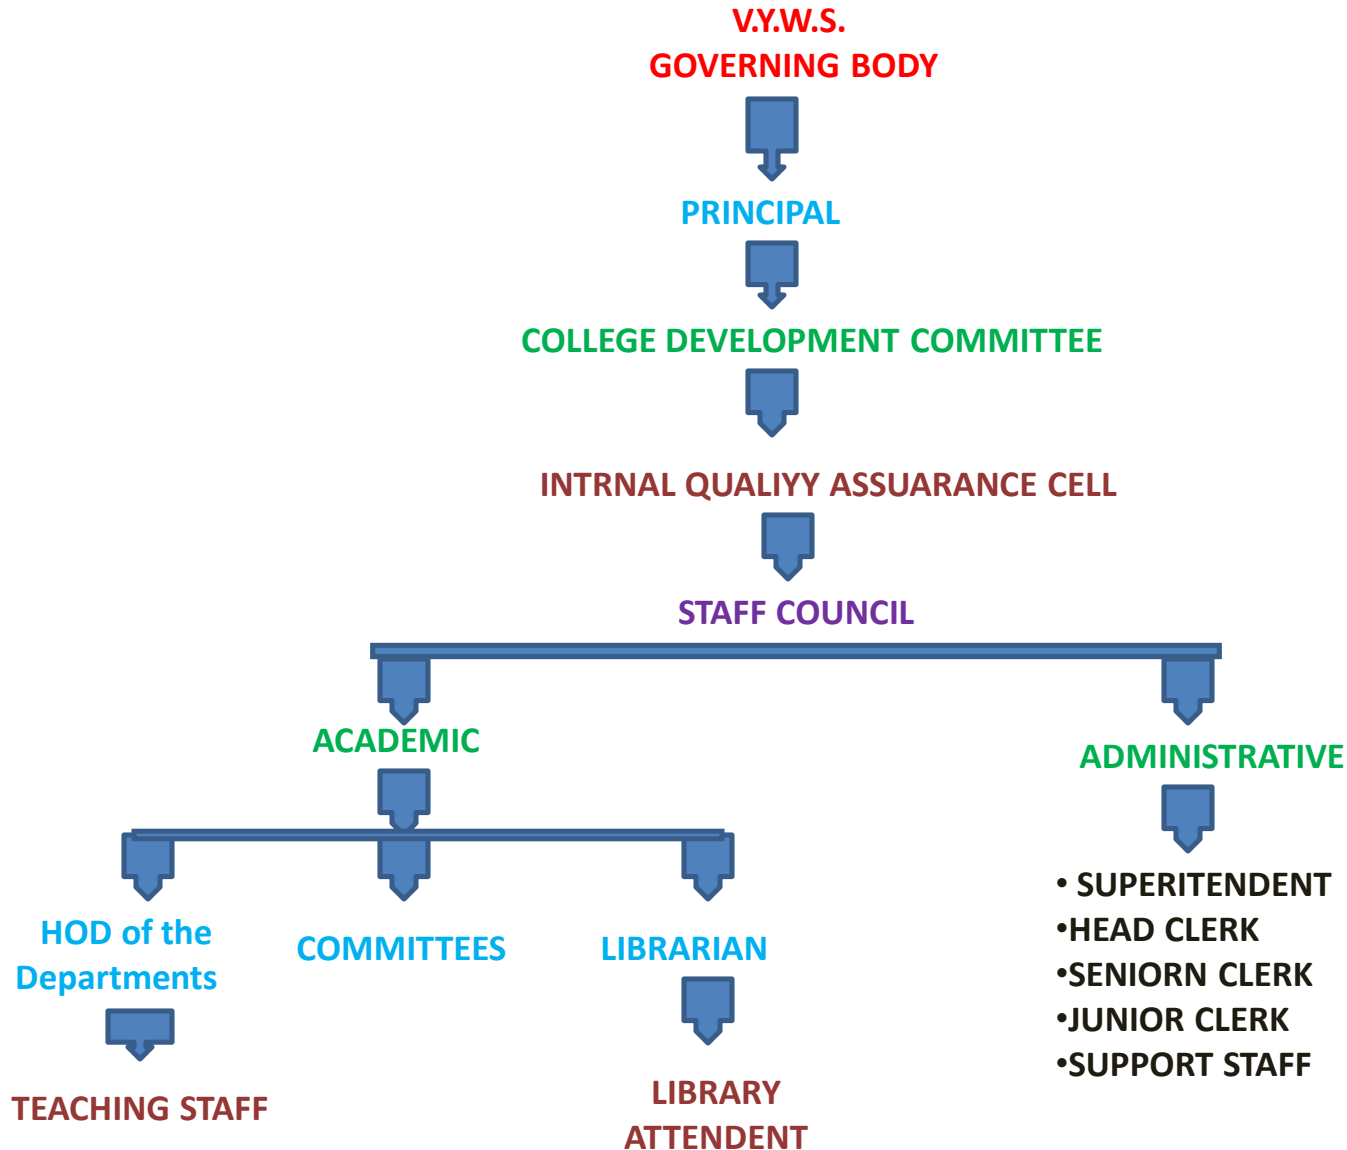 V.Y.W.S.
GOVERNING BODY
PRINCIPAL
COLLEGE DEVELOPMENT COMMITTEE
INTRNAL QUALIYY ASSUARANCE CELL
STAFF COUNCIL
ACADEMIC
ADMINISTRATIVE
HOD of the
Departments
COMMITTEES
LIBRARIAN
• SUPERITENDENT
•HEAD CLERK
•SENIORN CLERK
•JUNIOR CLERK
•SUPPORT STAFF
TEACHING STAFF
LIBRARY
ATTENDENT